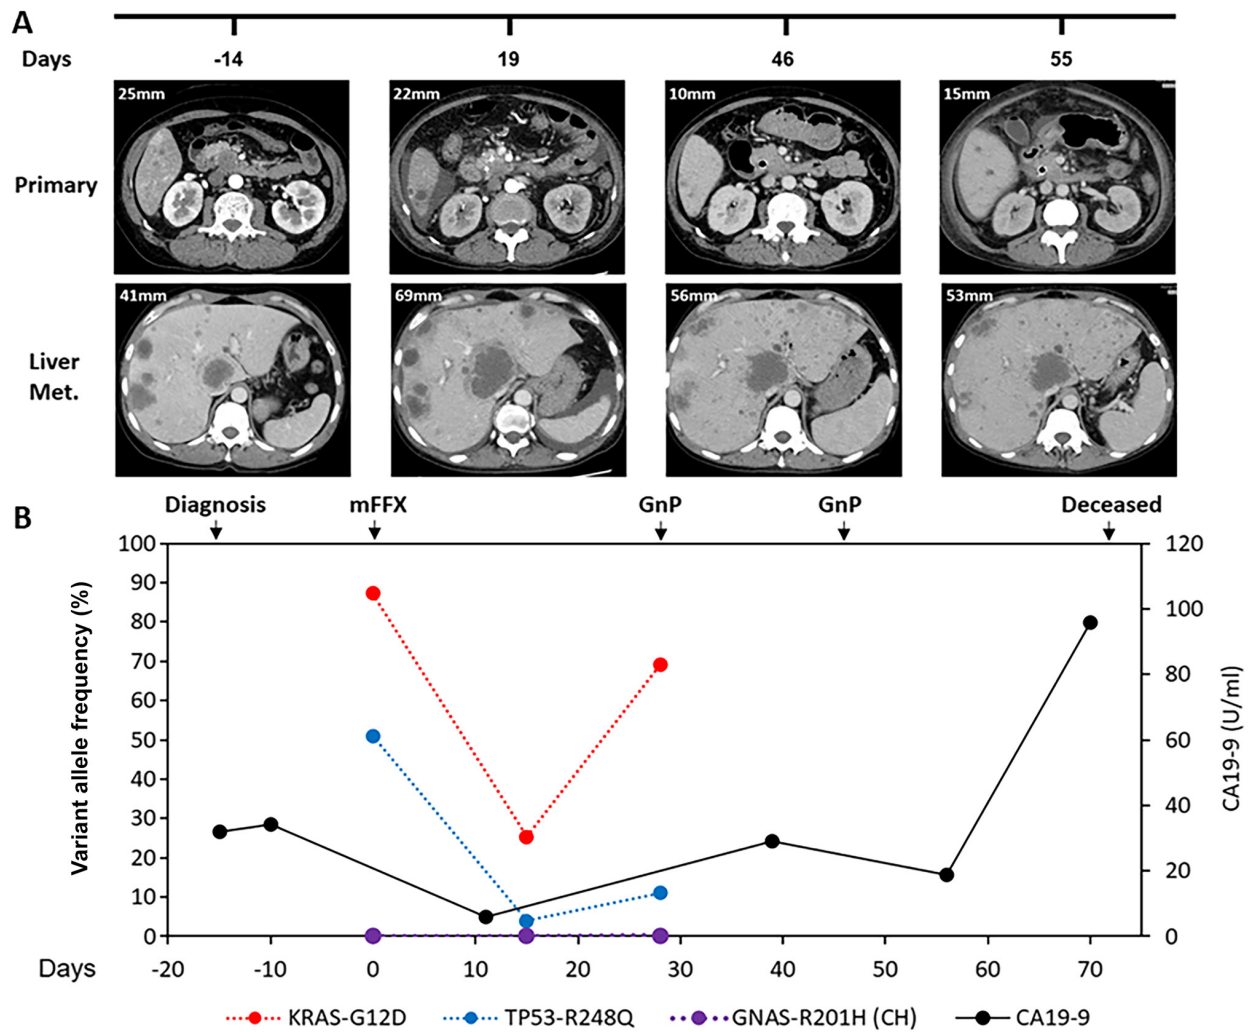 A
Days -14 19 46 55
25mm 22mm 10mm 15mm
Primary
41mm 69mm 56mm 53mm
Liver
Met.
B
Diagnosis mFFX GnP GnP Deceased
100 120
90
80 100
70 80
60
50 60
40
30 40
20 20
10
0 0
Variant allele frequency (%)
CA19-9 (U/ml)
Days -20 -10 0 10 20 30 40 50 60 70
KRAS-G12D TP53-R248Q GNAS-R201H (CH) CA19-9